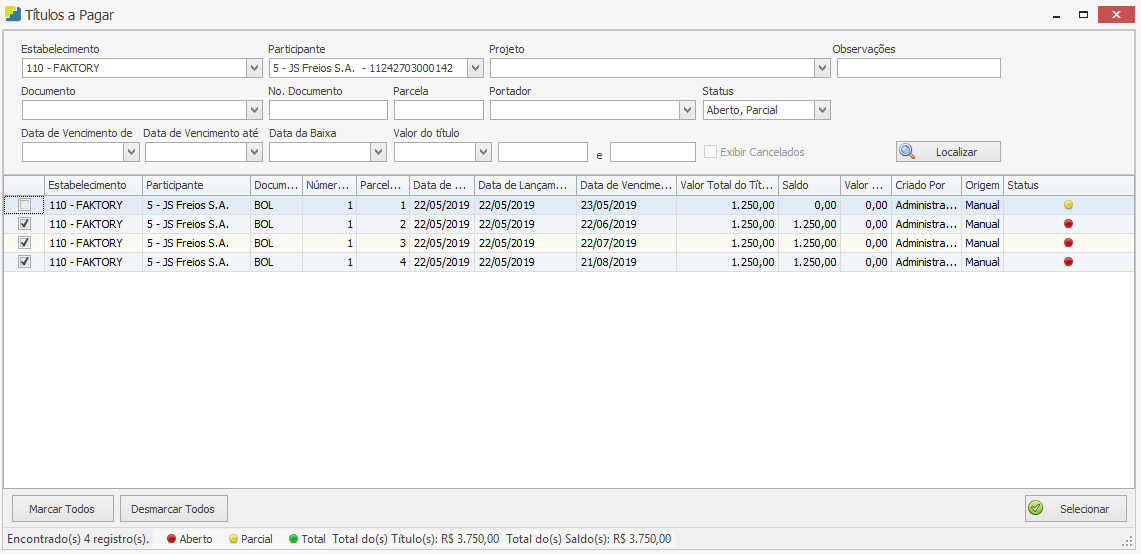 Títulos a Pagar
Estabelecimento Participante Projeto Observações
110 - FAKTORY 5 - JS Freios S.A. - 11242703000142
Documento No. Documento Parcela Portador Status
Aberto, Parcial
Data de Vencimento de Data de Vencimento até Data da Baixa Valor do título
e Exibir Cancelados Localizar
Estabelecimento Participante Docum... Númer... Parcel... Data de ... Data de Lançam... Data de Vencime... Valor Total do Tít... Saldo Valor ... Criado Por Origem Status
110 - FAKTORY 5 - JS Freios S.A. BOL 1 1 22/05/2019 22/05/2019 23/05/2019 1.250,00 0,00 0,00 Administra... Manual
110 - FAKTORY 5 - JS Freios S.A. BOL 1 2 22/05/2019 22/05/2019 22/06/2019 1.250,00 1.250,00 0,00 Administra... Manual
110 - FAKTORY 5 - JS Freios S.A. BOL 1 3 22/05/2019 22/05/2019 22/07/2019 1.250,00 1.250,00 0,00 Administra... Manual
110 - FAKTORY 5 - JS Freios S.A. BOL 1 4 22/05/2019 22/05/2019 21/08/2019 1.250,00 1.250,00 0,00 Administra... Manual
Marcar Todos Desmarcar Todos Selecionar
Encontrado(s) 4 registro(s). Aberto Parcial Total Total do(s) Título(s): R$ 3.750,00 Total do(s) Saldo(s): R$ 3.750,00